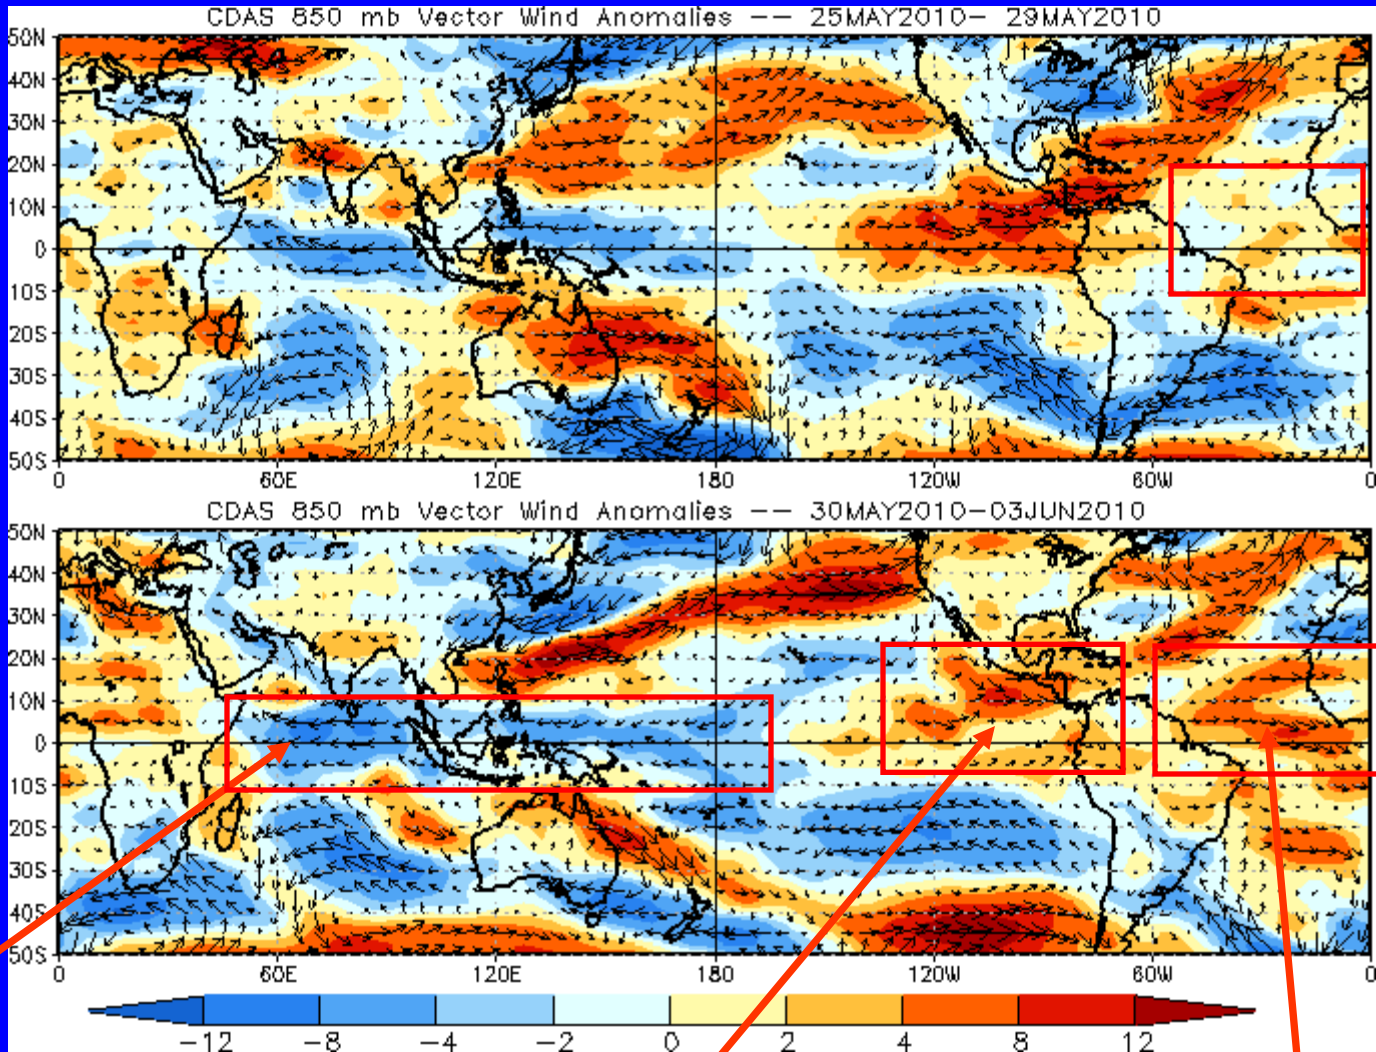 CDAS 850 mb Vector Wind Anomalies -- 25MAY2010- 29MAY2010
50N
40N
30N
20N
10N
0
10S
20S
30S
40S
50S
0 60E 120E 180 120W 60W 0
CDAS 850 mb Vector Wind Anomalies -- 30MAY2010-03JUN2010
50N
40N
30N
20N
10N
0
10S
20S
30S
40S
50S
0 60E 120E 180 120W 60W 0
-12 -8 -4 -2 0 2 4 8 12